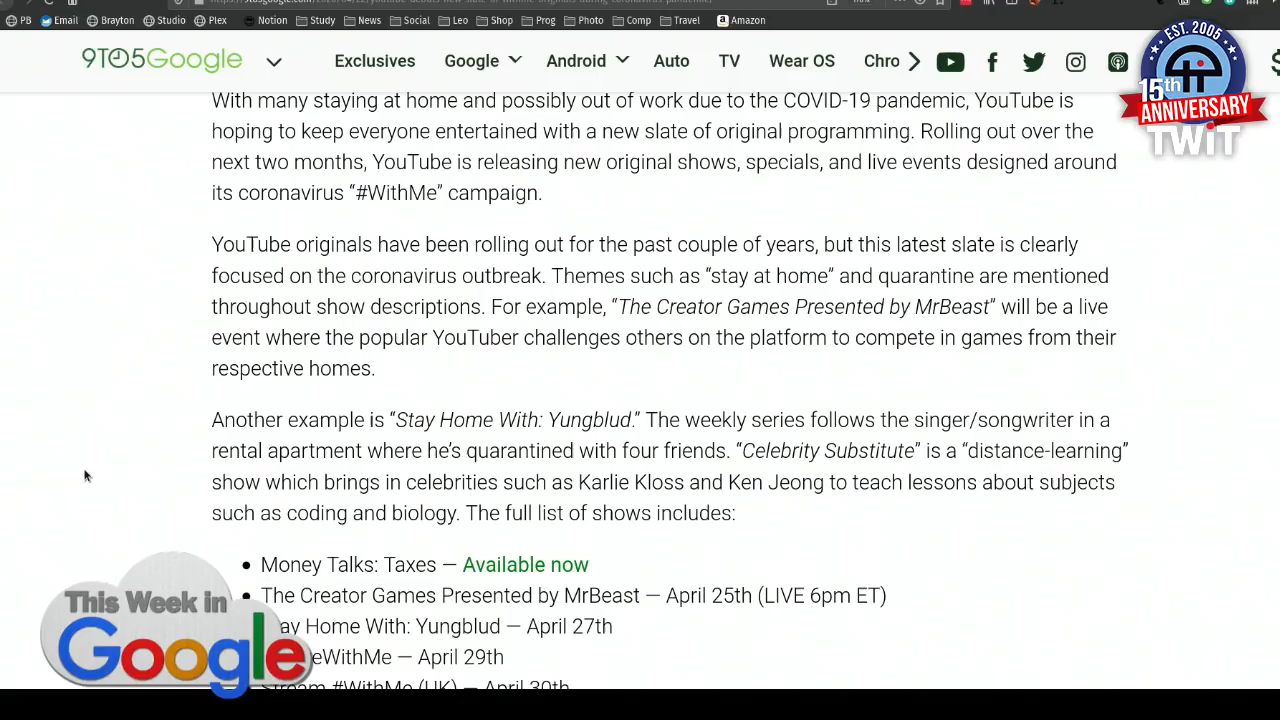 PB Email Brayton Studio Plex Notion Study News Social Leo Shop Prog Photo Comp Travel Amazon
9TO5Google Exclusives Google Android Auto TV Wear OS Chro
EST. 2005
15th
ANNIVERSARY
TWiT
With many staying at home and possibly out of work due to the COVID-19 pandemic, YouTube is
hoping to keep everyone entertained with a new slate of original programming. Rolling out over the
next two months, YouTube is releasing new original shows, specials, and live events designed around
its coronavirus “#WithMe” campaign.
YouTube originals have been rolling out for the past couple of years, but this latest slate is clearly
focused on the coronavirus outbreak. Themes such as “stay at home” and quarantine are mentioned
throughout show descriptions. For example, “The Creator Games Presented by MrBeast” will be a live
event where the popular YouTuber challenges others on the platform to compete in games from their
respective homes.
Another example is “Stay Home With: Yungblud.” The weekly series follows the singer/songwriter in a
rental apartment where he’s quarantined with four friends. “Celebrity Substitute” is a “distance-learning”
show which brings in celebrities such as Karlie Kloss and Ken Jeong to teach lessons about subjects
such as coding and biology. The full list of shows includes:
• Money Talks: Taxes — Available now
• The Creator Games Presented by MrBeast — April 25th (LIVE 6pm ET)
ay Home With: Yungblud — April 27th
eWithMe — April 29th
Stream #WithMe (UK) — April 30th
This Week in
Google